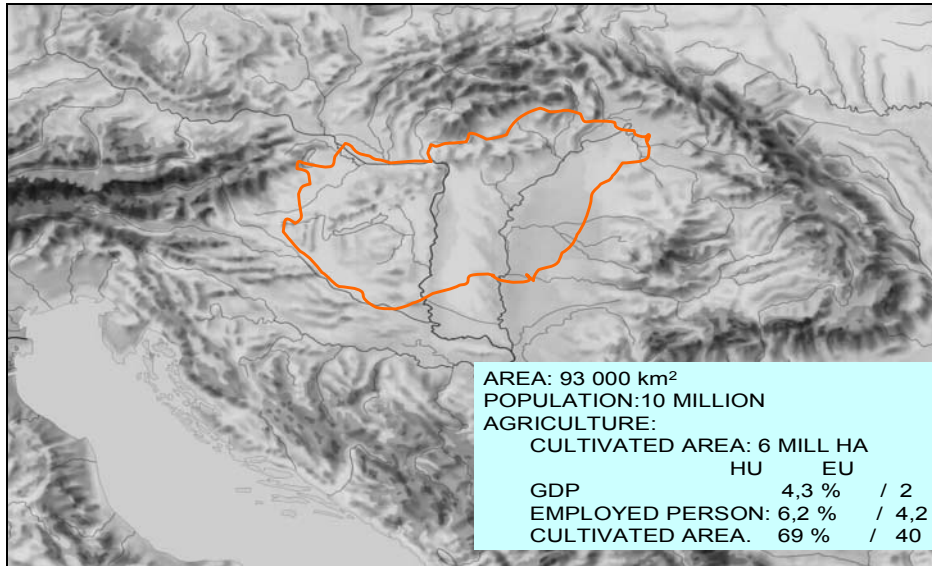 AREA: 93 000 km²
POPULATION:10 MILLION
AGRICULTURE:
CULTIVATED AREA: 6 MILL HA
HU EU
GDP 4,3 % / 2
EMPLOYED PERSON: 6,2 % / 4,2
CULTIVATED AREA. 69 % / 40